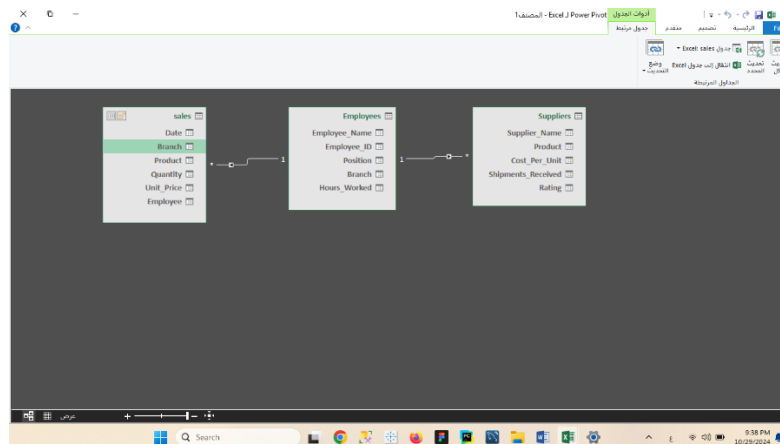 المصنف1 - Excel لـ Power Pivot
أدوات الجدول
الرئيسية
تصميم
متقدم
جدول مرتبط
جدول Excel: sales
الانتقال إلى جدول Excel
تحديث المحدد
وضع التحديث
الجداول المرتبطة
sales
Date
Branch
Product
Quantity
Unit_Price
Employee
Employees
Employee_Name
Employee_ID
Position
Branch
Hours_Worked
Suppliers
Supplier_Name
Product
Cost_Per_Unit
Shipments_Received
Rating
* 1
1 *
عرض
Search
9:38 PM
10/29/2024